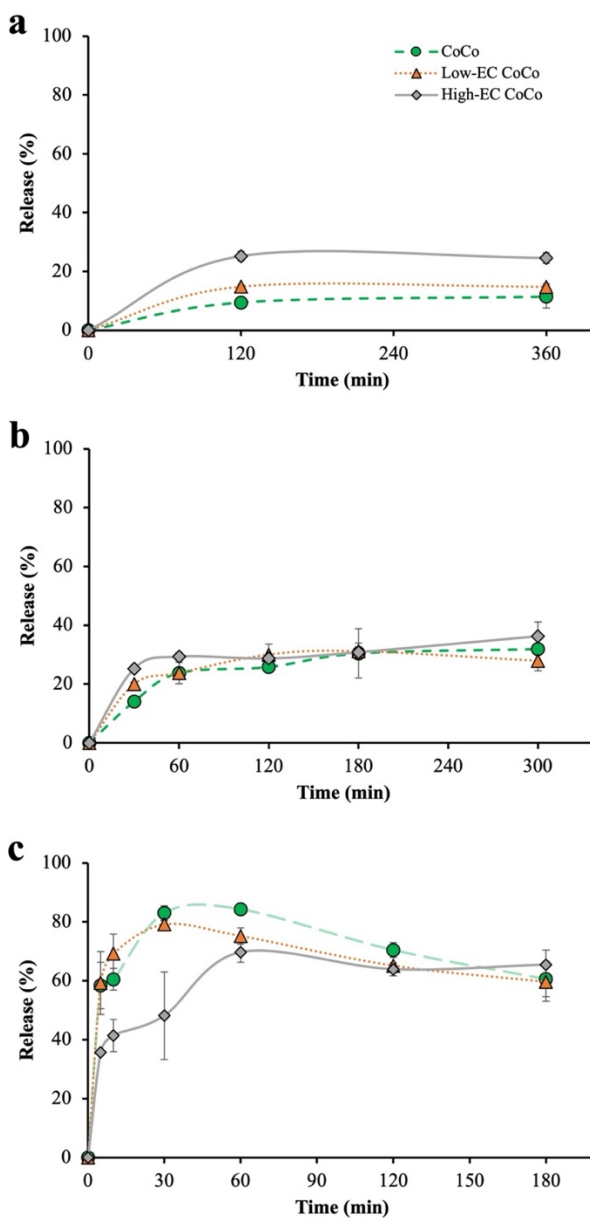 a
100
80
60
40
20
0
Release (%)
CoCo
Low-EC CoCo
High-EC CoCo
0 120 240 360
Time (min)
b
100
80
60
40
20
0
Release (%)
0 60 120 180 240 300
Time (min)
c
100
80
60
40
20
0
Release (%)
0 30 60 90 120 150 180
Time (min)